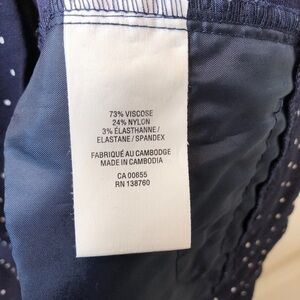 73% VISCOSE
24% NYLON
3% ÉLASTHANNE /
ELASTANE / SPANDEX
FABRIQUÉ AU CAMBODGE
MADE IN CAMBODIA
CA 00655
RN 138760